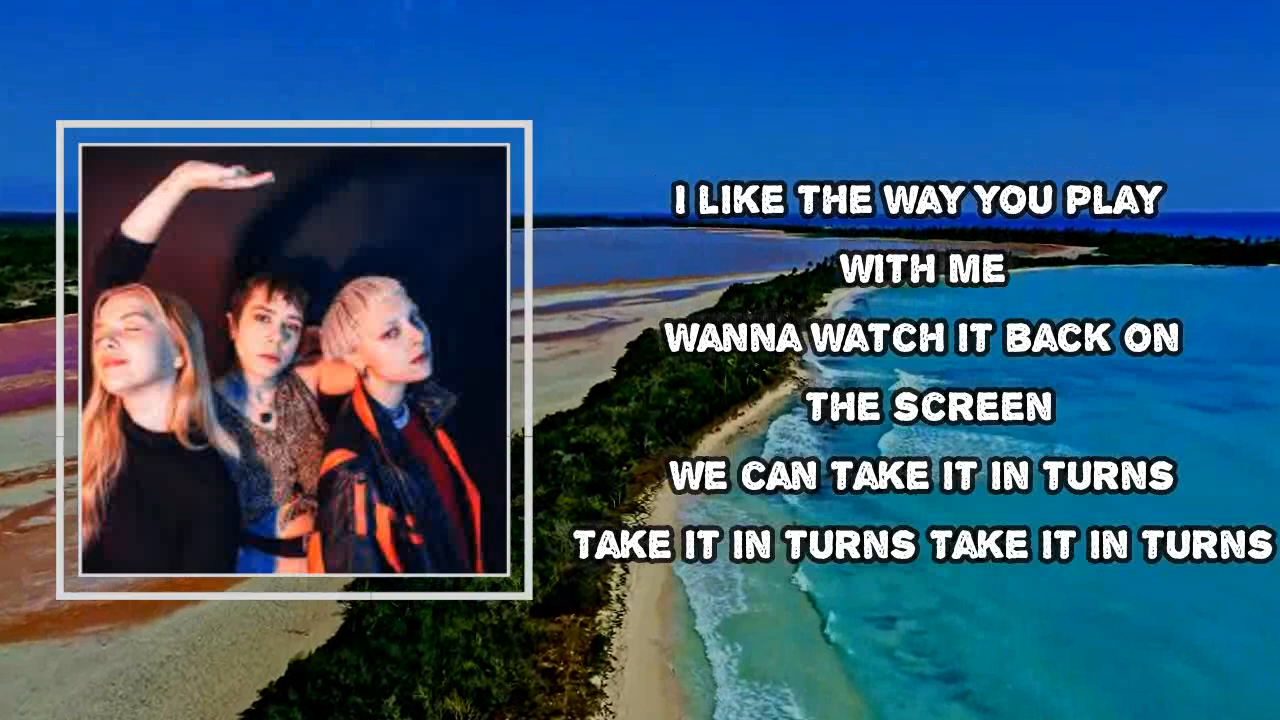 I LIKE THE WAY YOU PLAY
WITH ME
WANNA WATCH IT BACK ON
THE SCREEN
WE CAN TAKE IT IN TURNS
TAKE IT IN TURNS TAKE IT IN TURNS